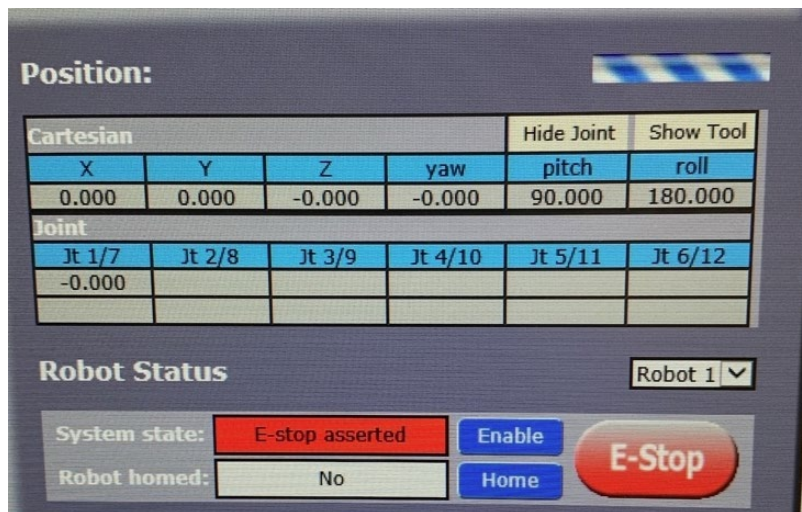 Position:
Cartesian Hide Joint Show Tool
X Y Z yaw pitch roll
0.000 0.000 -0.000 -0.000 90.000 180.000
Joint
Jt 1/7 Jt 2/8 Jt 3/9 Jt 4/10 Jt 5/11 Jt 6/12
-0.000
Robot Status Robot 1
System state: E-stop asserted Enable E-Stop
Robot homed: No Home